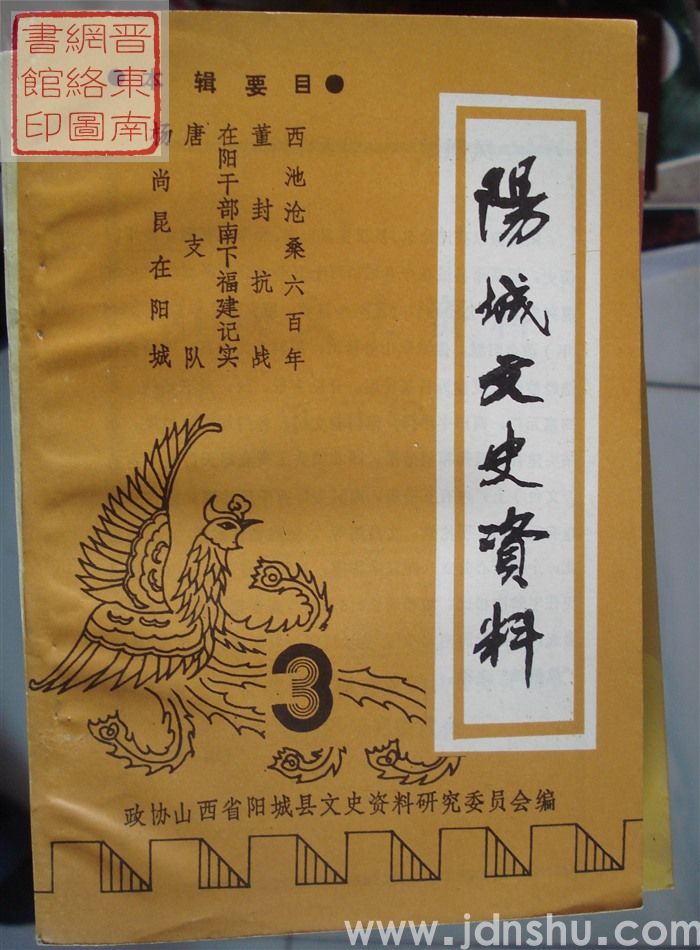 晋東南
網絡圖
書館印
●本辑要目●
西池沧桑六百年
董封抗战
在阳干部南下福建记实
唐支队
杨尚昆在阳城
陽城文史資料
3
政协山西省阳城县文史资料研究委员会编
www.jdnshu.com